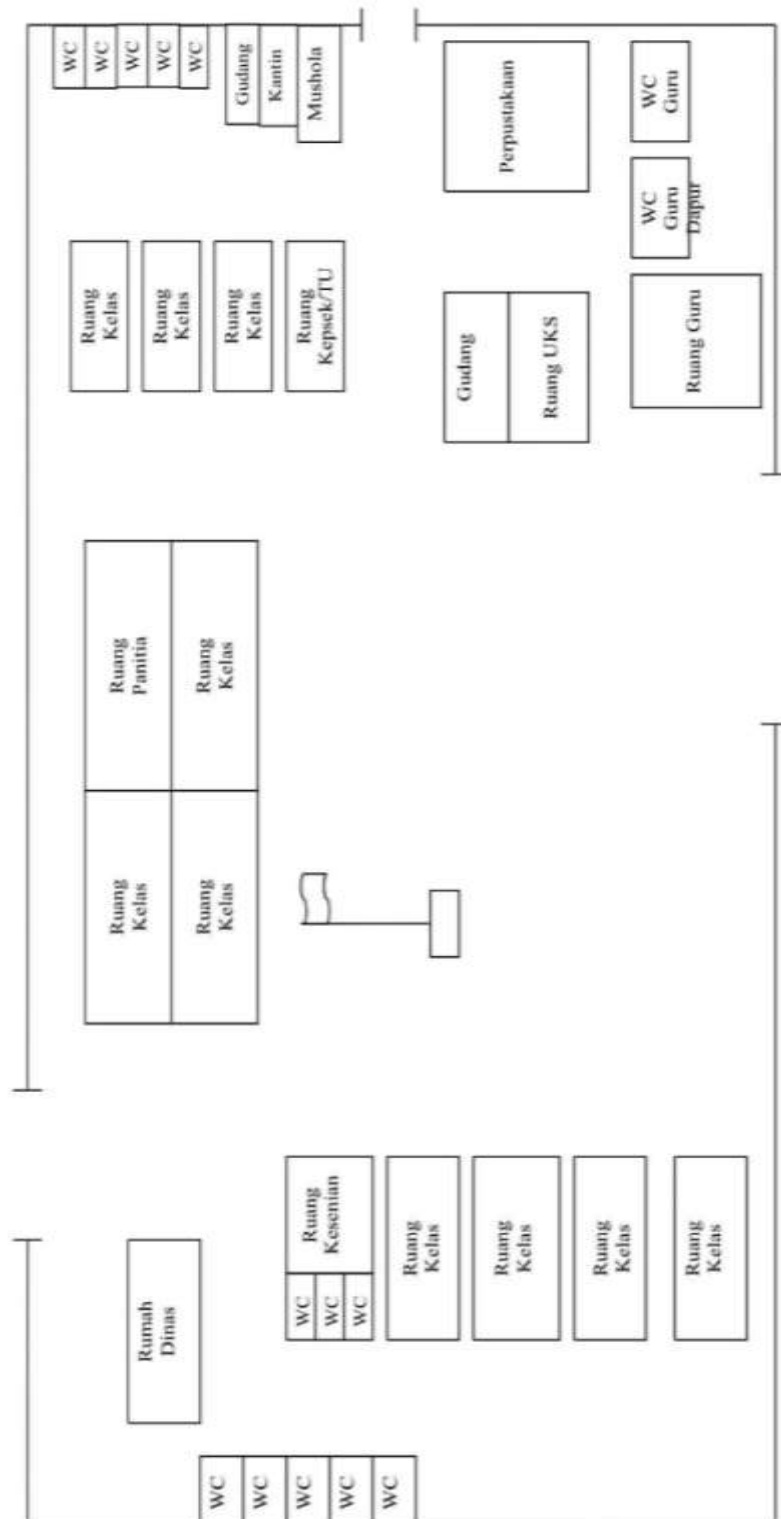 WC
WC
WC
WC
WC
Gudang
Kantin
Mushola
Perpustakaan
WC
Guru
WC
Guru
Dapur
Ruang
Kelas
Ruang
Kelas
Ruang
Kelas
Ruang
Kepsek/TU
Gudang
Ruang UKS
Ruang Guru
Ruang
Panitia
Ruang
Kelas
Ruang
Kelas
Ruang
Kelas
Rumah
Dinas
Ruang
Kesenian
WC
WC
WC
Ruang
Kelas
Ruang
Kelas
Ruang
Kelas
Ruang
Kelas
WC
WC
WC
WC
WC